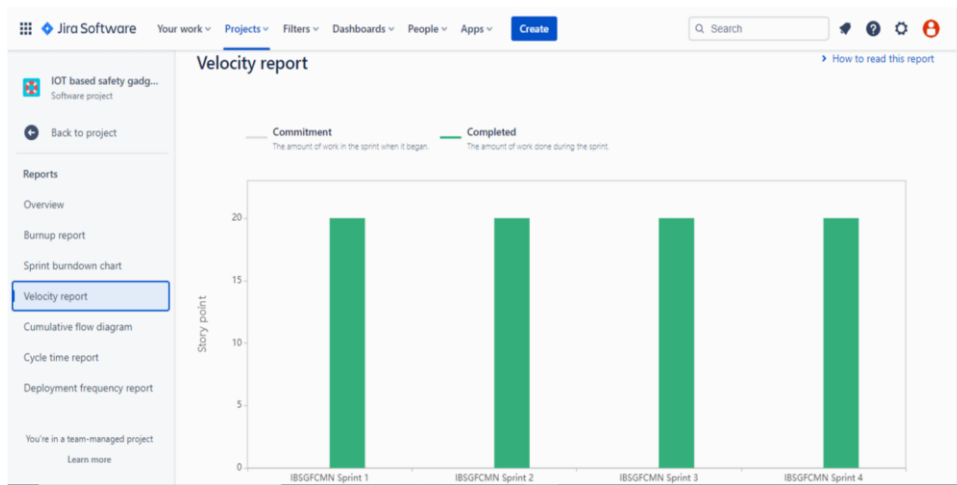 Jira Software Your work Projects Filters Dashboards People Apps Create Search
IOT based safety gadg...
Software project
Back to project
Reports
Overview
Burnup report
Sprint burndown chart
Velocity report
Cumulative flow diagram
Cycle time report
Deployment frequency report
You're in a team-managed project
Learn more
Velocity report
How to read this report
Commitment
The amount of work in the sprint when it began.
Completed
The amount of work done during the sprint.
Story point
20
15
10
5
0
IBSGFCMN Sprint 1 IBSGFCMN Sprint 2 IBSGFCMN Sprint 3 IBSGFCMN Sprint 4